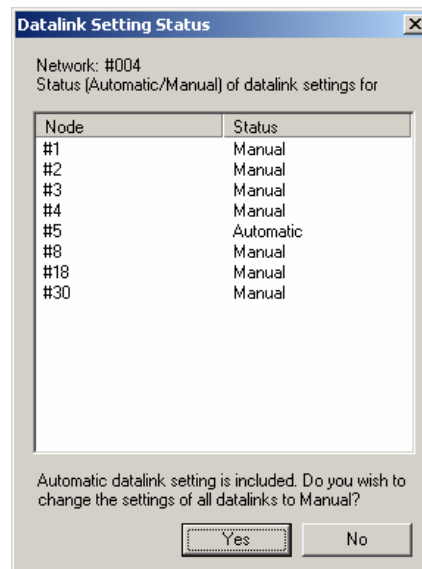 Datalink Setting Status
Network: #004
Status (Automatic/Manual) of datalink settings for
Node Status
#1 Manual
#2 Manual
#3 Manual
#4 Manual
#5 Automatic
#8 Manual
#18 Manual
#30 Manual
Automatic datalink setting is included. Do you wish to
change the settings of all datalinks to Manual?
Yes No